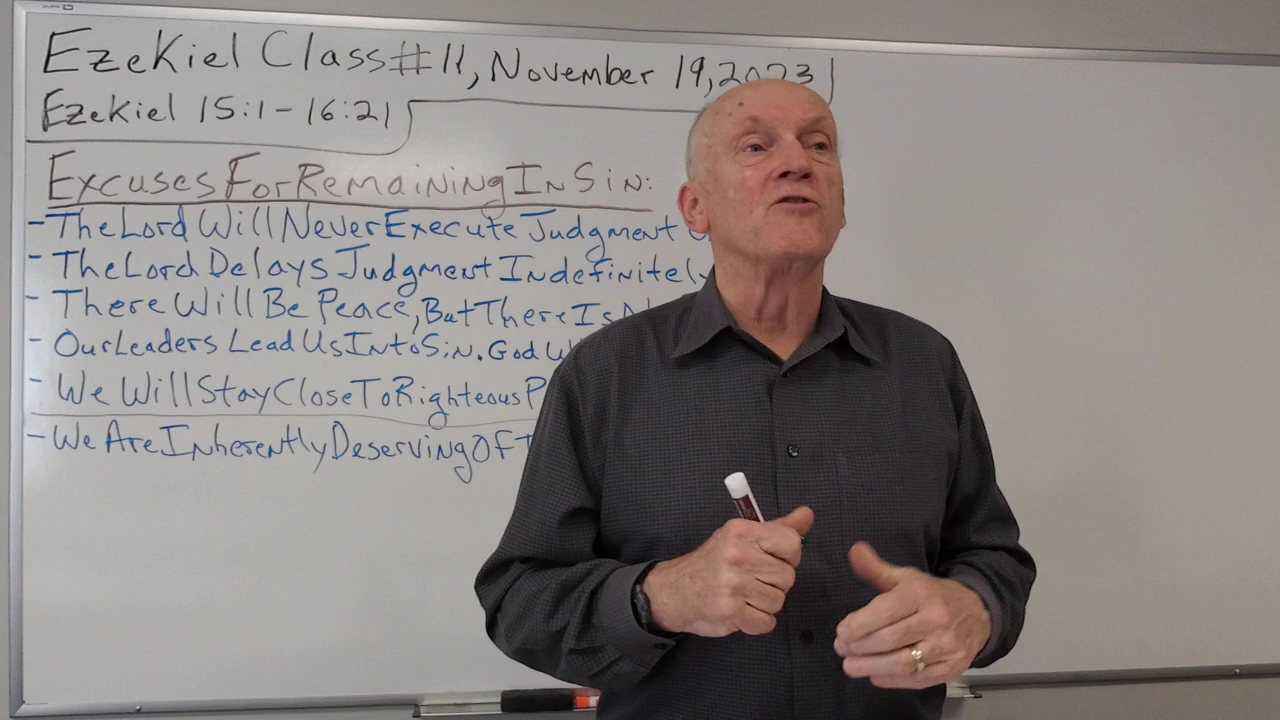 Ezekiel Class #11, November 19, 2023
Ezekiel 15:1-16:21
Excuses For Remaining In Sin:
- The Lord Will Never Execute Judgment
- The Lord Delays Judgment Indefinitely
- There Will Be Peace, But There Is
- Our Leaders Lead Us Into Sin. God
- We Will Stay Close To Righteous
- We Are Inherently Deserving Of